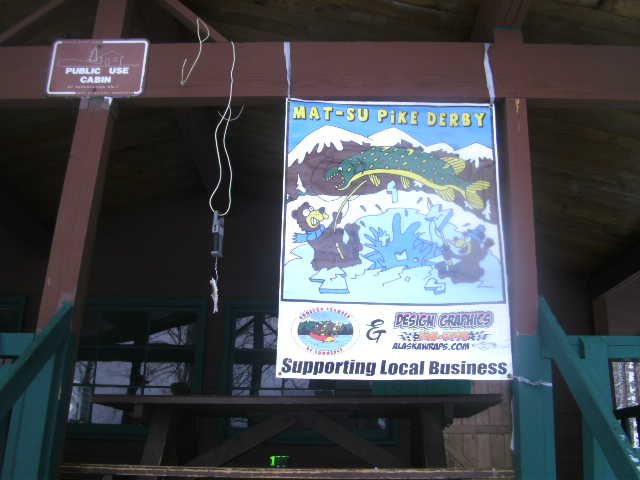 PUBLIC USE
CABIN
MAT-SU PiKE DERBY
&
DESIGN GRAPHICS
ALASKAWRAPS.COM
Supporting Local Business